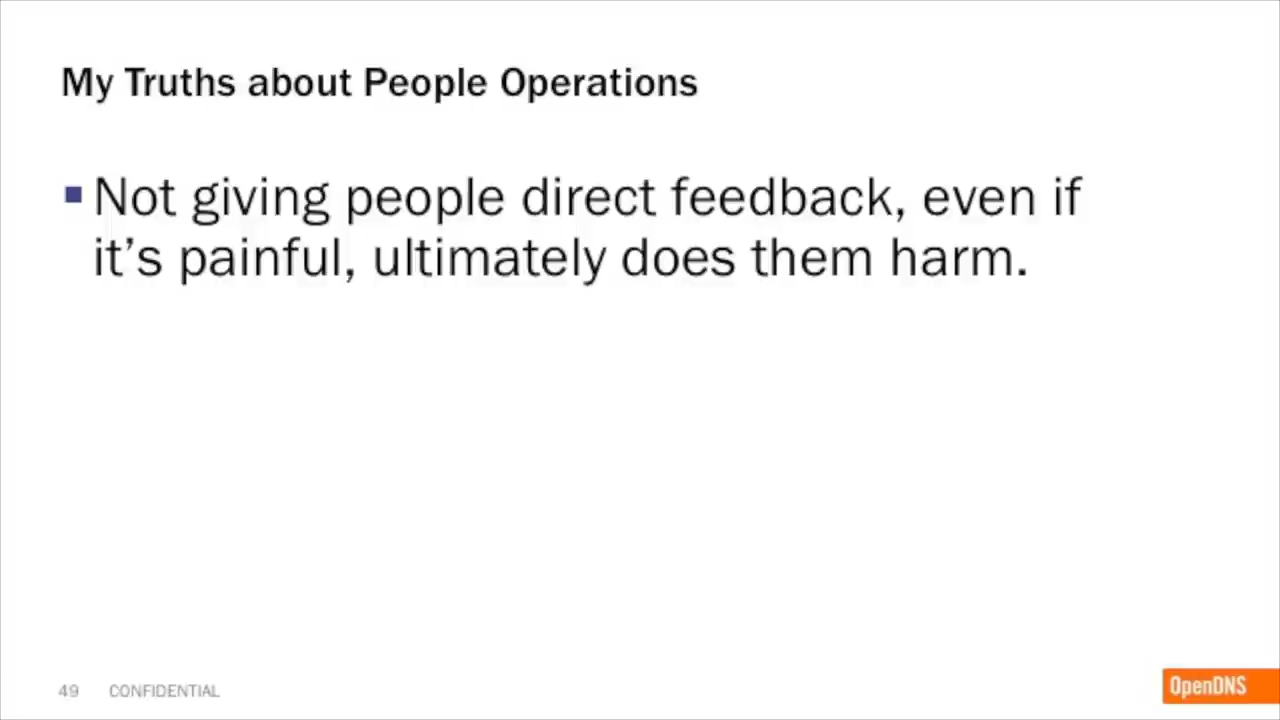 My Truths about People Operations
Not giving people direct feedback, even if
it’s painful, ultimately does them harm.
49 CONFIDENTIAL
OpenDNS